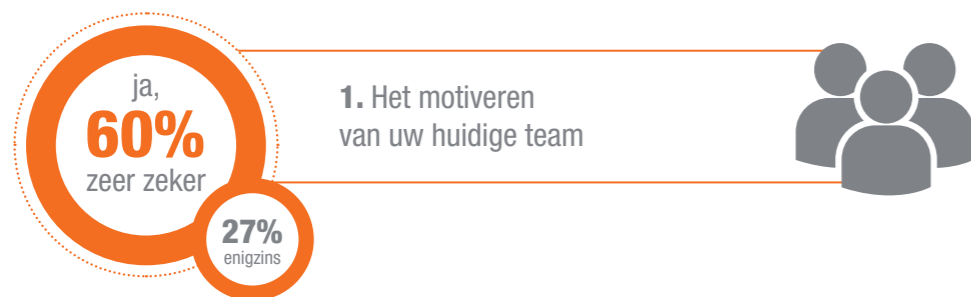 ja,
60%
zeer zeker
27%
enigzins
1. Het motiveren
van uw huidige team